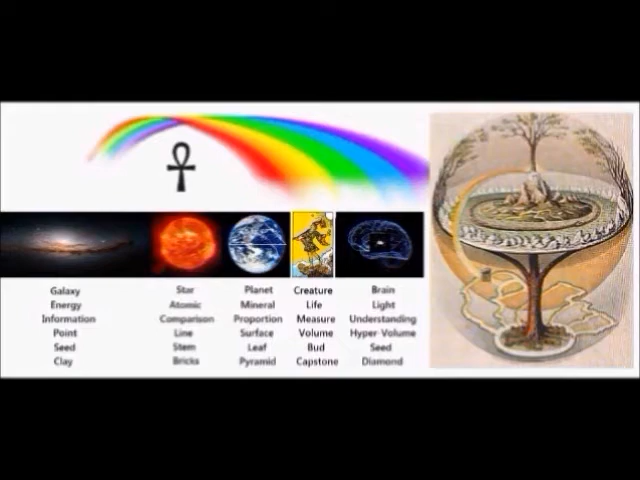 Galaxy Star Planet Creature Brain
Energy Atomic Mineral Life Light
Information Comparison Proportion Measure Understanding
Point Line Surface Volume Hyper-Volume
Seed Stem Leaf Bud Seed
Clay Bricks Pyramid Capstone Diamond